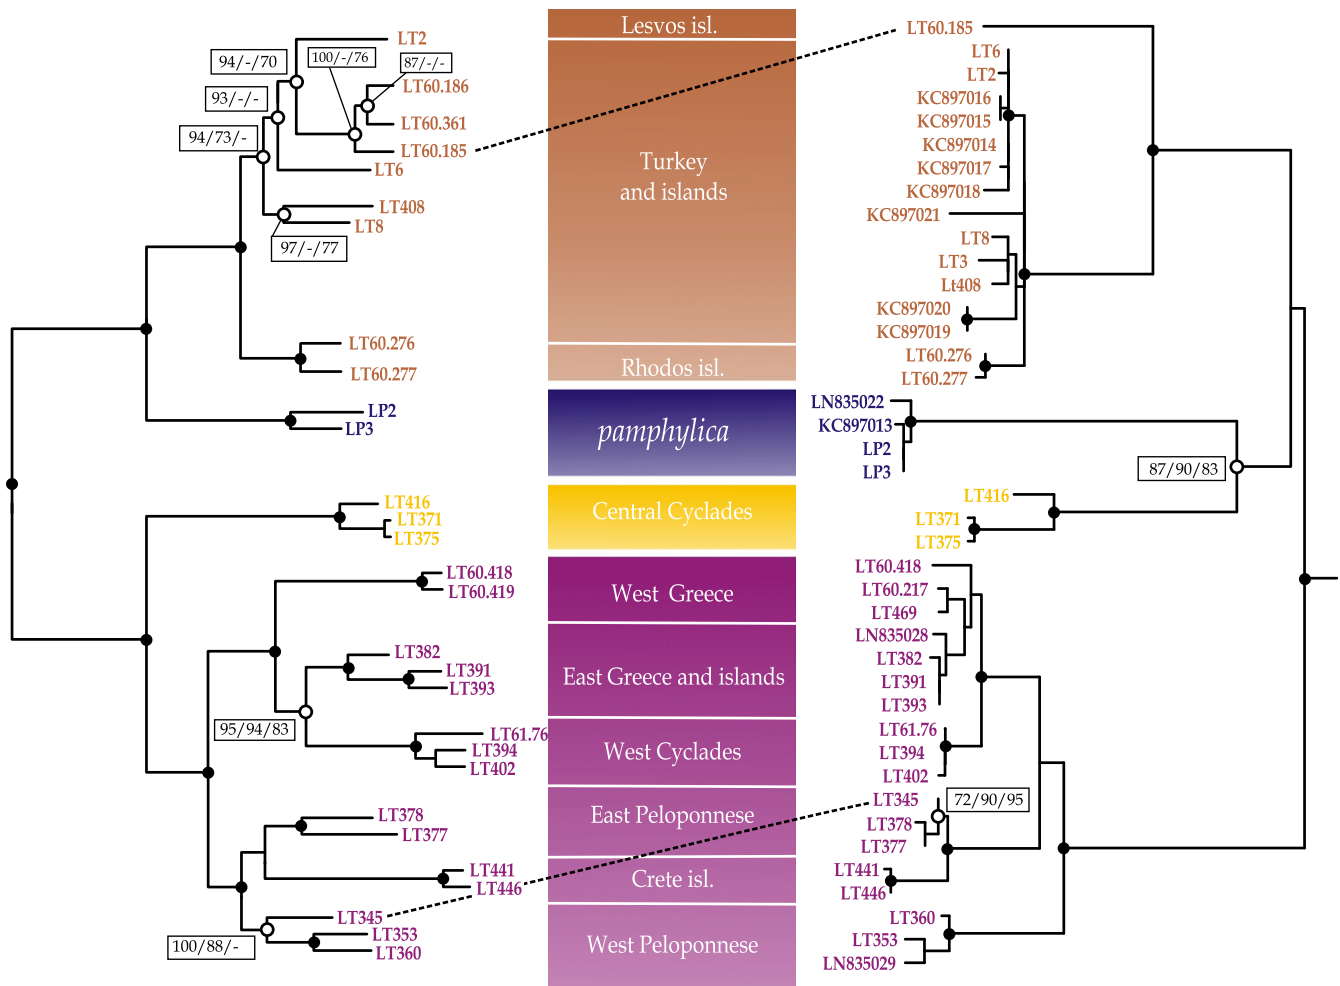 LT2
94/-/70
100/-/76
87/-/-
LT60.186
93/-/-
LT60.361
94/73/-
LT60.185
LT6
LT408
LT8
97/-/77
LT60.276
LT60.277
LP2
LP3
LT416
LT371
LT375
LT60.418
LT60.419
LT382
LT391
LT393
95/94/83
LT61.76
LT394
LT402
LT378
LT377
LT441
LT446
LT345
LT353
LT360
100/88/-
Lesvos isl.
Turkey
and islands
Rhodos isl.
pamphylica
Central Cyclades
West Greece
East Greece and islands
West Cyclades
East Peloponnese
Crete isl.
West Peloponnese
LT60.185
LT6
LT2
KC897016
KC897015
KC897014
KC897017
KC897018
KC897021
LT8
LT3
Lt408
KC897020
KC897019
LT60.276
LT60.277
LN835022
KC897013
LP2
LP3
87/90/83
LT416
LT371
LT375
LT60.418
LT60.217
LT469
LN835028
LT382
LT391
LT393
LT61.76
LT394
LT402
LT345
72/90/95
LT378
LT377
LT441
LT446
LT360
LT353
LN835029